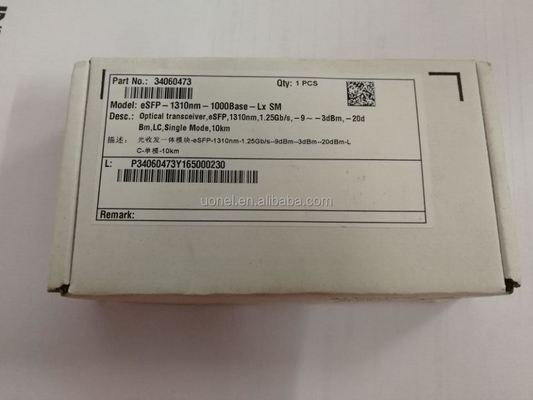 Part No.: 34060473 Qty: 1 PCS
Model: eSFP-1310nm-1000Base-Lx SM
Desc.: Optical transceiver,eSFP,1310nm,1.25Gb/s,-9~-3dBm,-20d
Bm,LC,Single Mode,10km
描述: 光收发一体模块-eSFP-1310nm-1.25Gb/s--9dBm--3dBm--20dBm-L
C-单模-10km
L: P34060473Y165000230
uonel.en.alibaba.com
Remark: